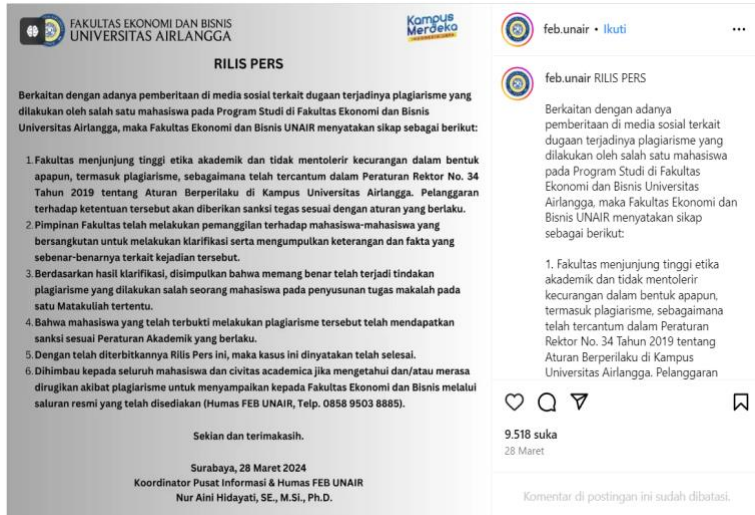 FAKULTAS EKONOMI DAN BISNIS
UNIVERSITAS AIRLANGGA
Kampus
Merdeka
INDONESIA JAYA
RILIS PERS
Berkaitan dengan adanya pemberitaan di media sosial terkait dugaan terjadinya plagiarisme yang
dilakukan oleh salah satu mahasiswa pada Program Studi di Fakultas Ekonomi dan Bisnis
Universitas Airlangga, maka Fakultas Ekonomi dan Bisnis UNAIR menyatakan sikap sebagai berikut:
1. Fakultas menjunjung tinggi etika akademik dan tidak mentolerir kecurangan dalam bentuk
apapun, termasuk plagiarisme, sebagaimana telah tercantum dalam Peraturan Rektor No. 34
Tahun 2019 tentang Aturan Berperilaku di Kampus Universitas Airlangga. Pelanggaran
terhadap ketentuan tersebut akan diberikan sanksi tegas sesuai dengan aturan yang berlaku.
2. Pimpinan Fakultas telah melakukan pemanggilan terhadap mahasiswa-mahasiswa yang
bersangkutan untuk melakukan klarifikasi serta mengumpulkan keterangan dan fakta yang
sebenar-benarnya terkait kejadian tersebut.
3. Berdasarkan hasil klarifikasi, disimpulkan bahwa memang benar telah terjadi tindakan
plagiarisme yang dilakukan salah seorang mahasiswa pada penyusunan tugas makalah pada
satu Matakuliah tertentu.
4. Bahwa mahasiswa yang telah terbukti melakukan plagiarisme tersebut telah mendapatkan
sanksi sesuai Peraturan Akademik yang berlaku.
5. Dengan telah diterbitkannya Rilis Pers ini, maka kasus ini dinyatakan telah selesai.
6. Dihimbau kepada seluruh mahasiswa dan civitas academica jika mengetahui dan/atau merasa
dirugikan akibat plagiarisme untuk menyampaikan kepada Fakultas Ekonomi dan Bisnis melalui
saluran resmi yang telah disediakan (Humas FEB UNAIR, Telp. 0858 9503 8885).
Sekian dan terimakasih.
Surabaya, 28 Maret 2024
Koordinator Pusat Informasi & Humas FEB UNAIR
Nur Aini Hidayati, SE., M.Si., Ph.D.
feb.unair • Ikuti
feb.unair RILIS PERS
Berkaitan dengan adanya
pemberitaan di media sosial terkait
dugaan terjadinya plagiarisme yang
dilakukan oleh salah satu mahasiswa
pada Program Studi di Fakultas
Ekonomi dan Bisnis Universitas
Airlangga, maka Fakultas Ekonomi dan
Bisnis UNAIR menyatakan sikap
sebagai berikut:
1. Fakultas menjunjung tinggi etika
akademik dan tidak mentolerir
kecurangan dalam bentuk apapun,
termasuk plagiarisme, sebagaimana
telah tercantum dalam Peraturan
Rektor No. 34 Tahun 2019 tentang
Aturan Berperilaku di Kampus
Universitas Airlangga. Pelanggaran
9.518 suka
28 Maret
Komentar di postingan ini sudah dibatasi.